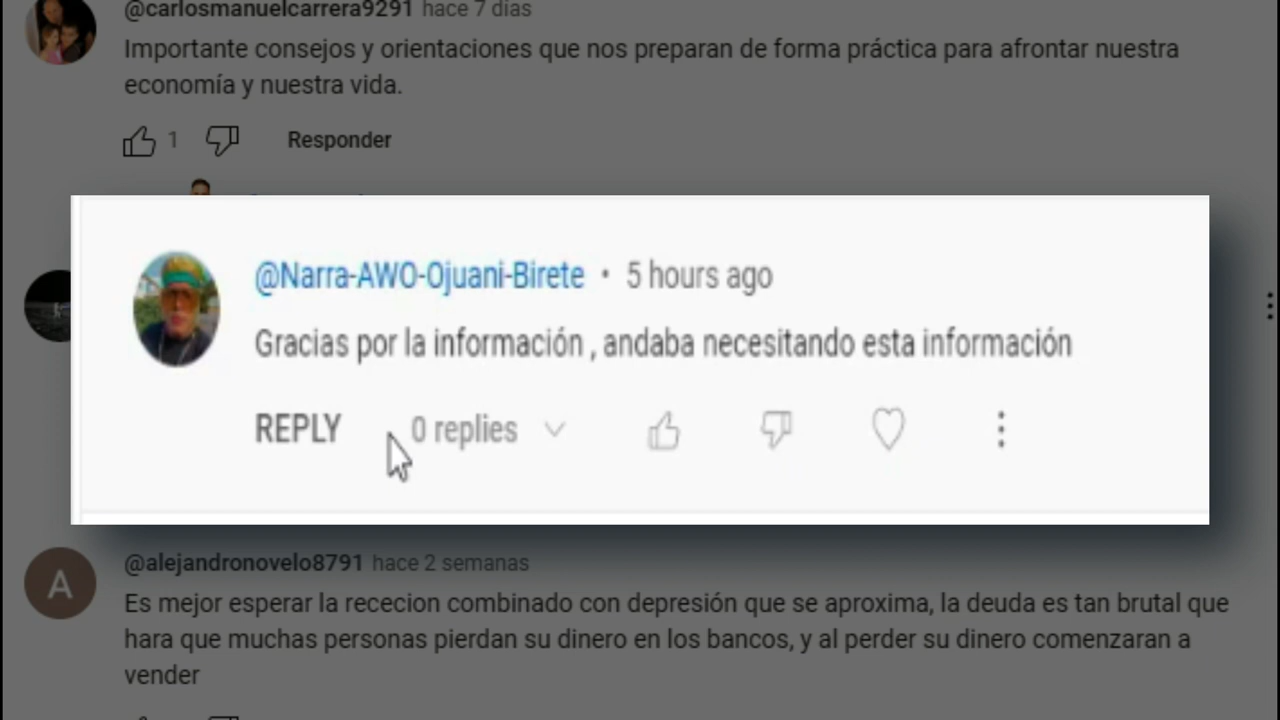 @carlosmanuelcarrera9291 hace 7 días
Importante consejos y orientaciones que nos preparan de forma práctica para afrontar nuestra
economía y nuestra vida.
1 Responder
@Narra-AWO-Ojuani-Birete • 5 hours ago
Gracias por la información , andaba necesitando esta información
REPLY 0 replies
A
@alejandronovelo8791 hace 2 semanas
Es mejor esperar la rececion combinado con depresión que se aproxima, la deuda es tan brutal que
hara que muchas personas pierdan su dinero en los bancos, y al perder su dinero comenzaran a
vender